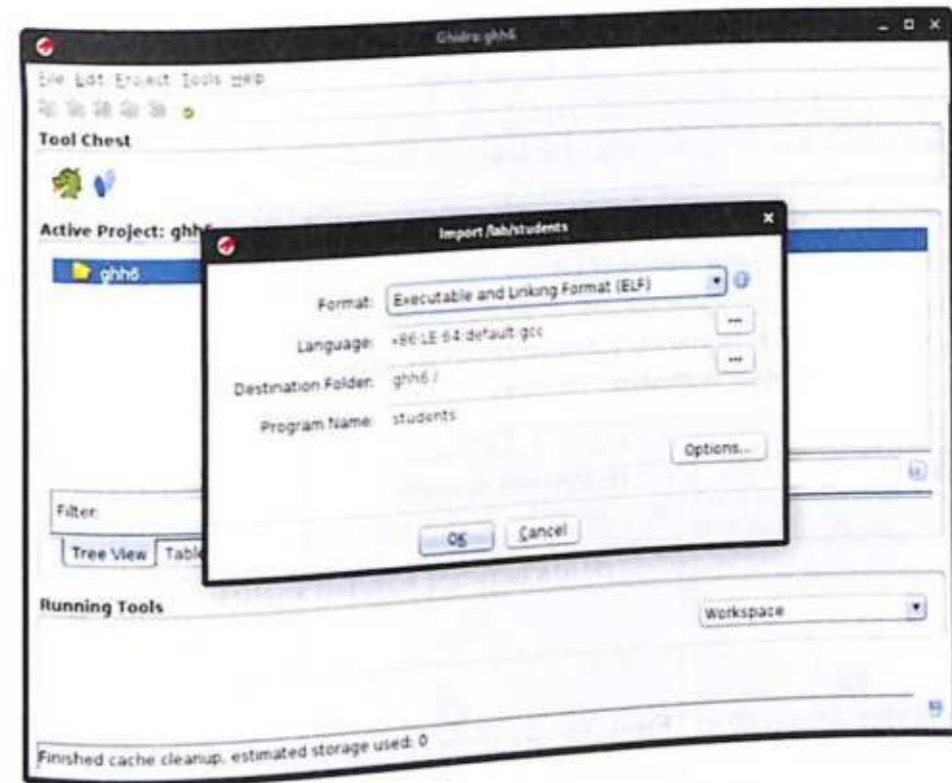 Ghidra: ghh6
File Edit Project Tools Help
Tool Chest
Active Project: ghh6
ghh6
Import /lab/students
Format: Executable and Linking Format (ELF)
Language: x86:LE:64:default:gcc
Destination Folder: ghh6:/
Program Name: students
Options...
OK Cancel
Filter:
Tree View Table
Running Tools
Workspace
Finished cache cleanup, estimated storage used: 0